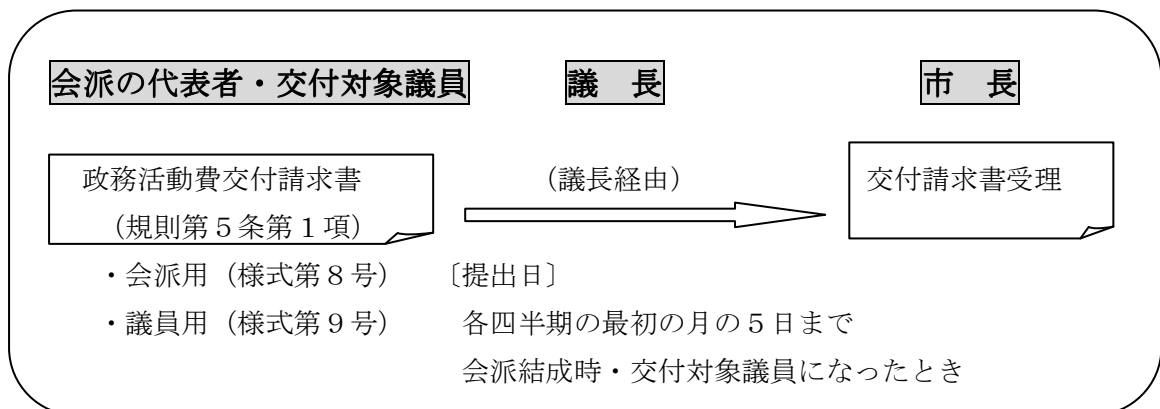 会派の代表者・交付対象議員　議　長　市　長
政務活動費交付請求書　（議長経由）　交付請求書受理
（規則第５条第１項）
・会派用（様式第８号）　〔提出日〕
・議員用（様式第９号）　各四半期の最初の月の５日まで
会派結成時・交付対象議員になったとき